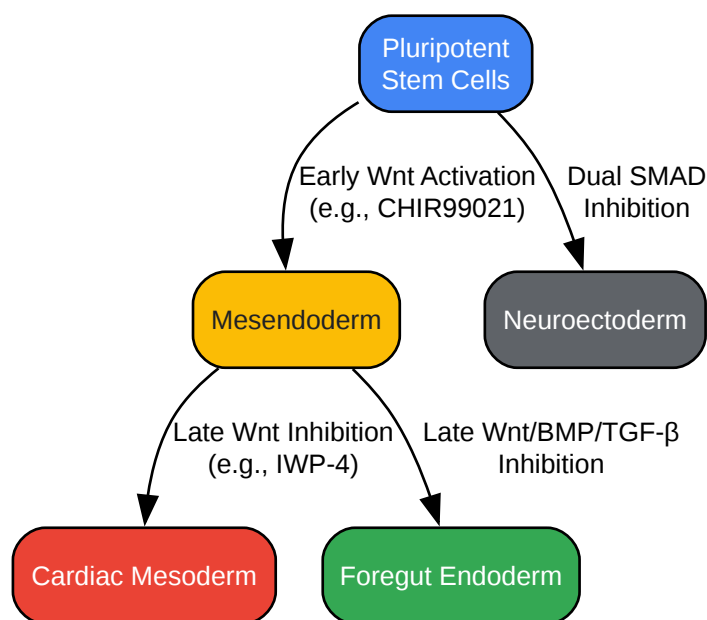 Pluripotent
Stem Cells
Early Wnt Activation
(e.g., CHIR99021)
Dual SMAD
Inhibition
Mesendoderm
Neuroectoderm
Late Wnt Inhibition
(e.g., IWP-4)
Late Wnt/BMP/TGF-β
Inhibition
Cardiac Mesoderm
Foregut Endoderm